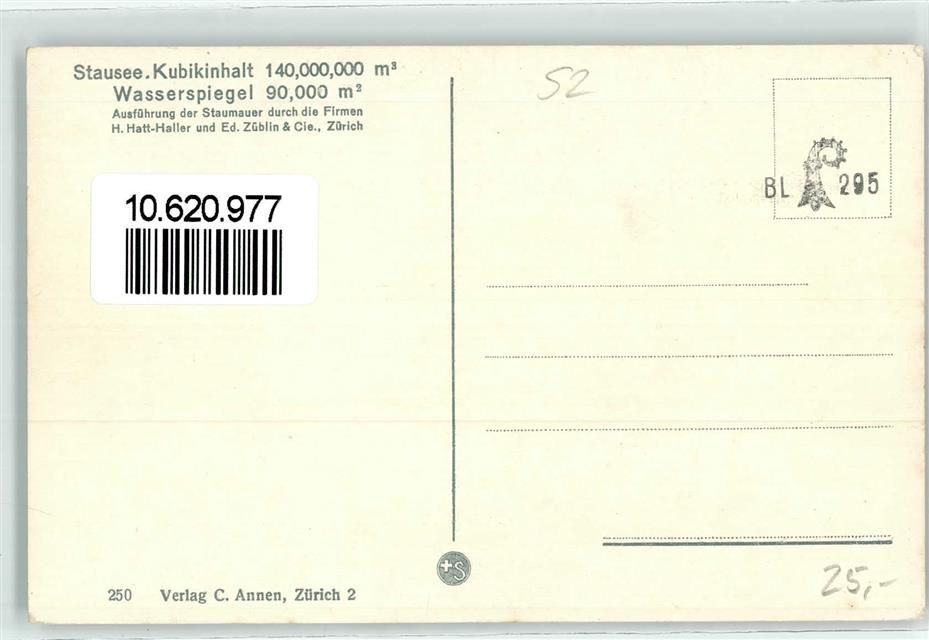 Stausee. Kubikinhalt 140,000,000 m³
Wasserspiegel 90,000 m²
Ausführung der Staumauer durch die Firmen
H. Hatt-Haller und Ed. Züblin & Cie., Zürich
10.620.977
52
BL 295
+S
25,-
250 Verlag C. Annen, Zürich 2